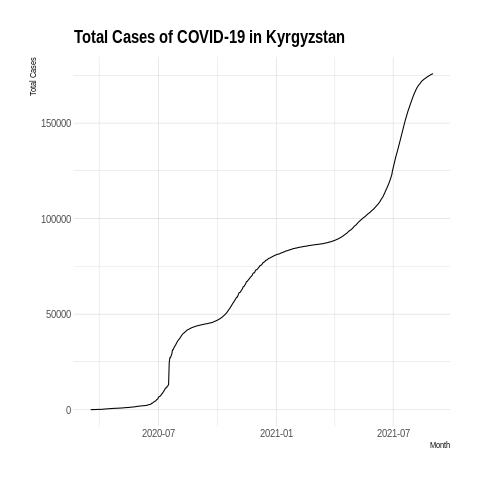 Total Cases of COVID-19 in Kyrgyzstan
Total Cases
150000
100000
50000
0
2020-07
2021-01
2021-07
Month